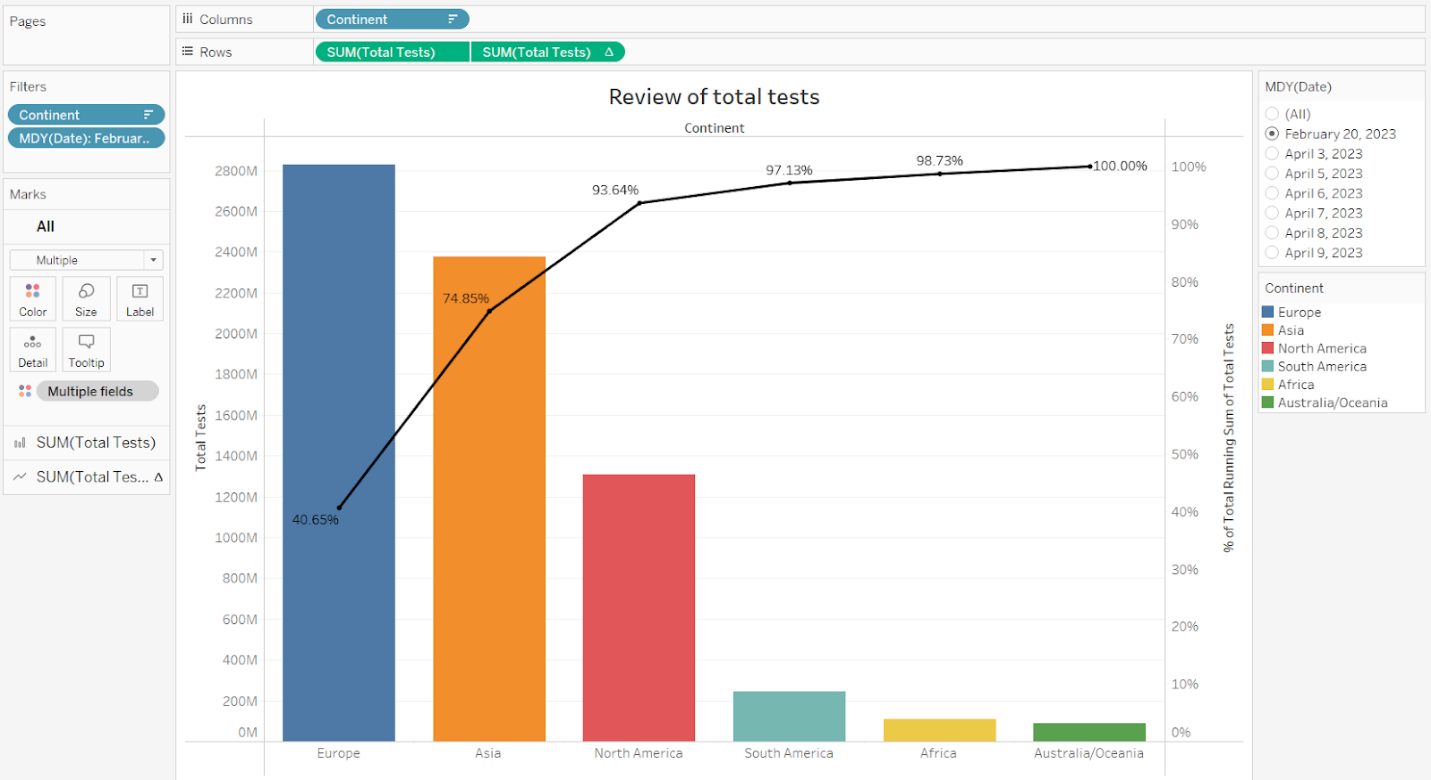 Pages
Columns
Continent
Rows
SUM(Total Tests)
SUM(Total Tests) Δ
Filters
Continent
MDY(Date): Februar..
Marks
All
Multiple
Color
Size
Label
Detail
Tooltip
Multiple fields
SUM(Total Tests)
SUM(Total Tes... Δ
Review of total tests
Continent
Total Tests
2800M
2600M
2400M
2200M
2000M
1800M
1600M
1400M
1200M
1000M
800M
600M
400M
200M
0M
40.65%
74.85%
93.64%
97.13%
98.73%
100.00%
Europe
Asia
North America
South America
Africa
Australia/Oceania
100%
90%
80%
70%
60%
50%
40%
30%
20%
10%
0%
% of Total Running Sum of Total Tests
MDY(Date)
(All)
February 20, 2023
April 3, 2023
April 5, 2023
April 6, 2023
April 7, 2023
April 8, 2023
April 9, 2023
Continent
Europe
Asia
North America
South America
Africa
Australia/Oceania